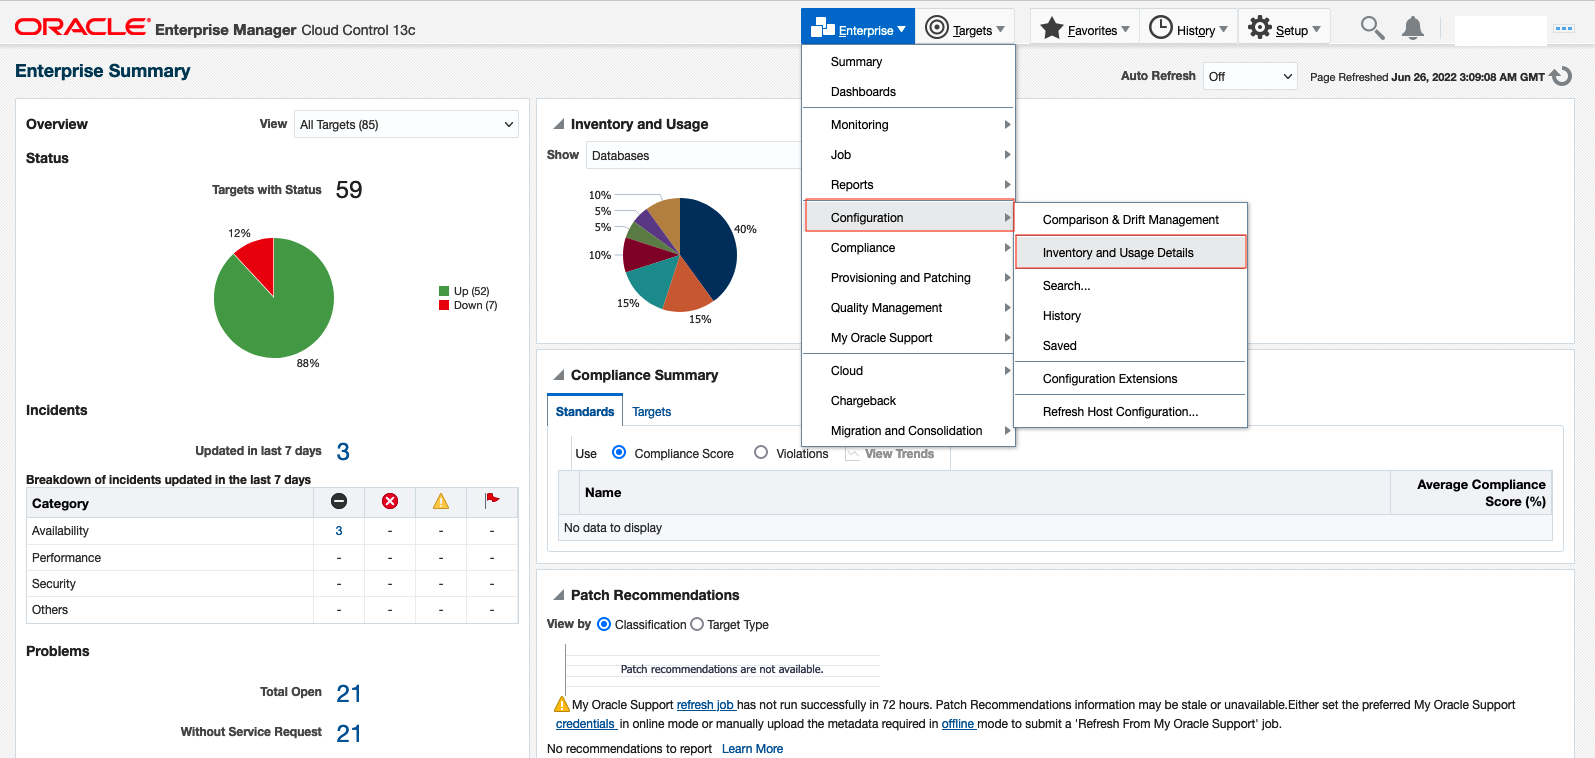 ORACLE Enterprise Manager Cloud Control 13c
Enterprise Targets Favorites History Setup
Enterprise Summary
Auto Refresh Off Page Refreshed Jun 26, 2022 3:09:08 AM GMT
Overview
View All Targets (85)
Status
Targets with Status 59
12%
88%
Up (52)
Down (7)
Incidents
Updated in last 7 days 3
Breakdown of incidents updated in the last 7 days
Category
Availability 3 - - -
Performance - - - -
Security - - - -
Others - - - -
Problems
Total Open 21
Without Service Request 21
Inventory and Usage
Show Databases
10%
5%
5%
10%
15%
15%
40%
Summary
Dashboards
Monitoring
Job
Reports
Configuration
Compliance
Provisioning and Patching
Quality Management
My Oracle Support
Cloud
Chargeback
Migration and Consolidation
Comparison & Drift Management
Inventory and Usage Details
Search...
History
Saved
Configuration Extensions
Refresh Host Configuration...
Compliance Summary
Standards Targets
Use Compliance Score Violations View Trends
Name Average Compliance
Score (%)
No data to display
Patch Recommendations
View by Classification Target Type
Patch recommendations are not available.
My Oracle Support refresh job has not run successfully in 72 hours. Patch Recommendations information may be stale or unavailable.Either set the preferred My Oracle Support
credentials in online mode or manually upload the metadata required in offline mode to submit a 'Refresh From My Oracle Support' job.
No recommendations to report Learn More